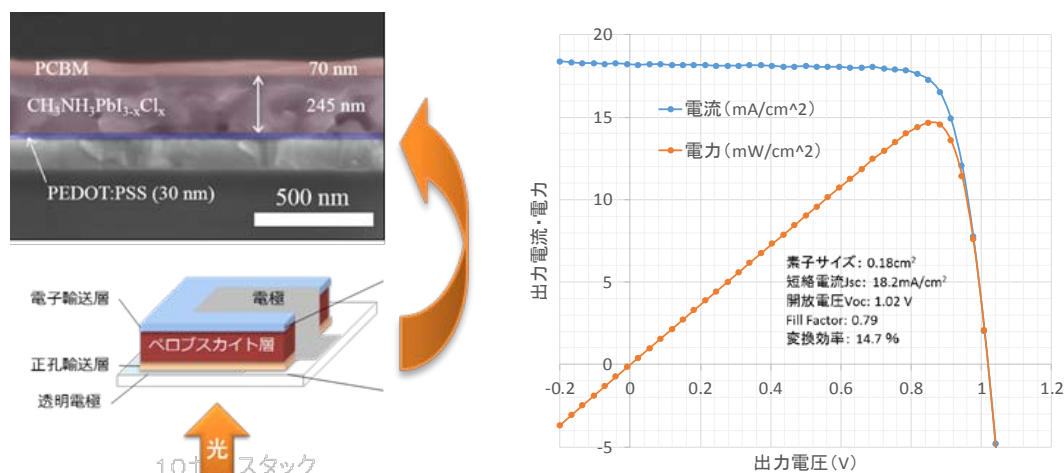 PCBM
70 nm
CH₃NH₃PbI₃₋ₓClₓ
245 nm
PEDOT:PSS (30 nm)
500 nm
電子輸送層
電極
ペロブスカイト層
正孔輸送層
透明電極
光
スタック
出力電流・電力
20
15
10
5
0
-5
-0.2
0
0.2
0.4
0.6
0.8
1
1.2
出力電圧(V)
電流(mA/cm^2)
電力(mW/cm^2)
素子サイズ: 0.18cm²
短絡電流Jsc: 18.2mA/cm²
開放電圧Voc: 1.02 V
Fill Factor: 0.79
変換効率: 14.7 %